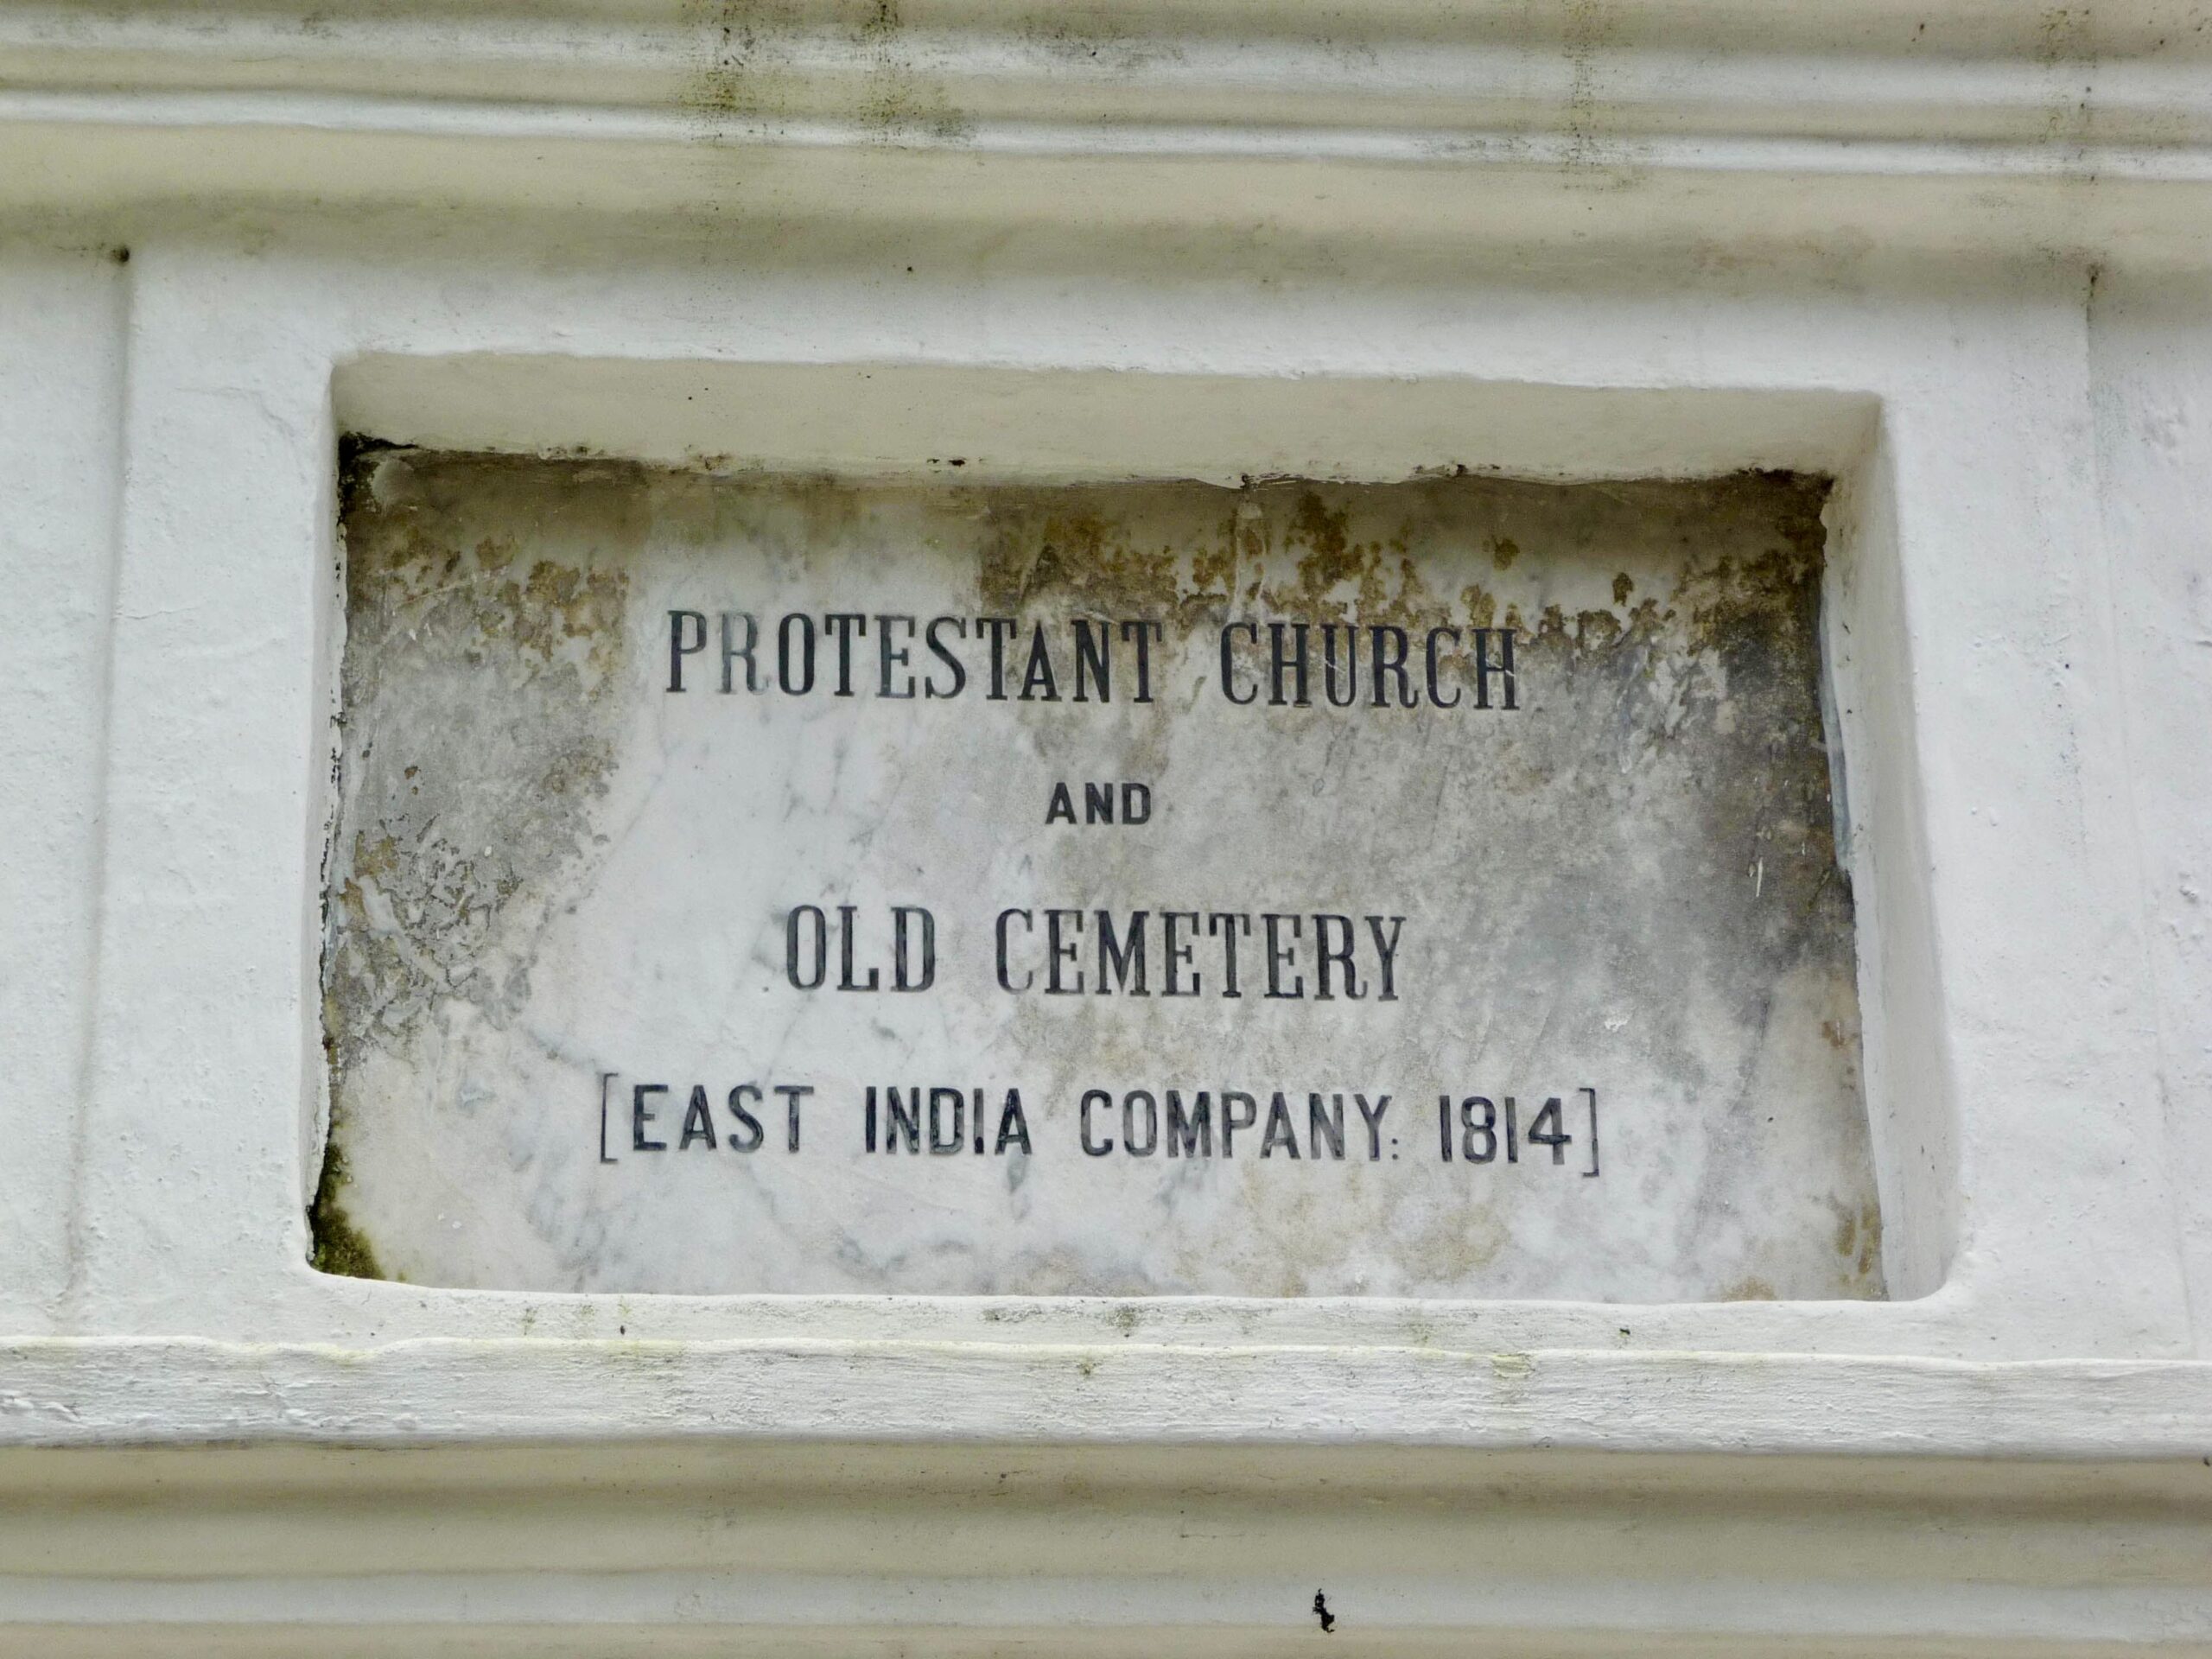 PROTESTANT CHURCH
AND
OLD CEMETERY
[EAST INDIA COMPANY: 1814]